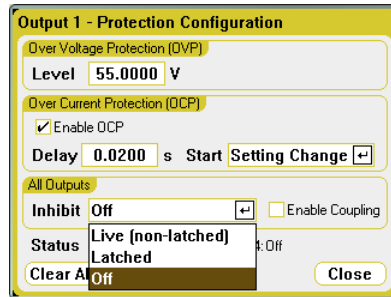 Output 1 - Protection Configuration
Over Voltage Protection (OVP)
Level 55.0000 V
Over Current Protection (OCP)
Enable OCP
Delay 0.0200 s Start Setting Change
All Outputs
Inhibit Off Enable Coupling
Live (non-latched)
Status 4: Off
Latched
Clear Off Close